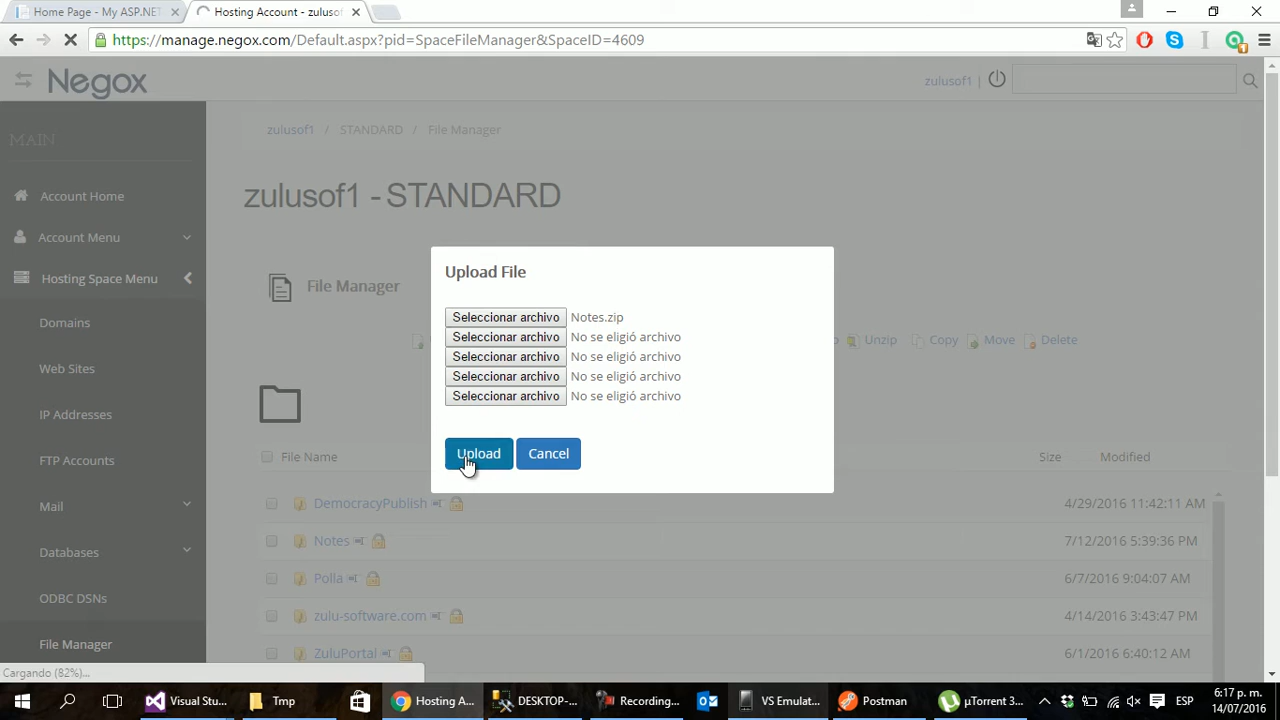 Home Page - My ASP.NET
Hosting Account - zulusof
https://manage.negox.com/Default.aspx?pid=SpaceFileManager&SpaceID=4609
Negox
zulusof1 |
zulusof1 / STANDARD / File Manager
MAIN
Account Home
zulusof1 - STANDARD
Account Menu
Hosting Space Menu
File Manager
Upload File
Seleccionar archivo Notes.zip
Seleccionar archivo No se eligió archivo
Seleccionar archivo No se eligió archivo
Seleccionar archivo No se eligió archivo
Seleccionar archivo No se eligió archivo
Upload Cancel
Unzip Copy Move Delete
Domains
Web Sites
IP Addresses
FTP Accounts
Mail
Databases
ODBC DSNs
File Manager
File Name Size Modified
DemocracyPublish 4/29/2016 11:42:11 AM
Notes 7/12/2016 5:39:36 PM
Polla 6/7/2016 9:04:07 AM
zulu-software.com 4/14/2016 3:43:47 PM
ZuluPortal 6/1/2016 6:40:12 AM
Cargando (82%)...
Visual Stu...
Tmp
Hosting A...
DESKTOP-...
Recording...
VS Emulat...
Postman
µTorrent 3...
ESP
6:17 p. m.
14/07/2016